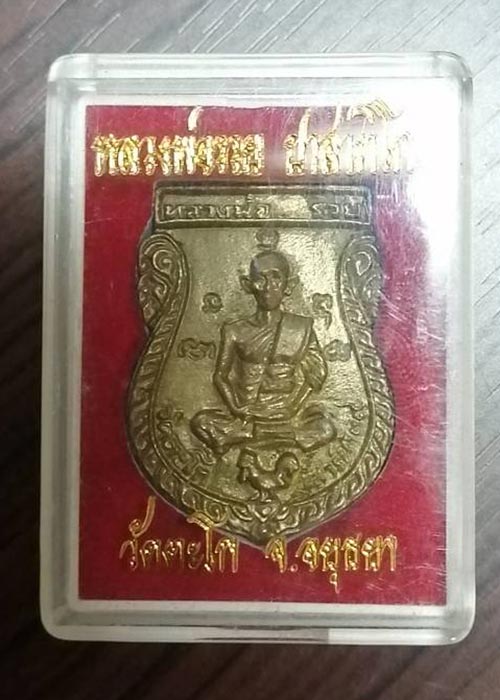 หลวงพ่อรวย ปาสาทิโก
หลวงพ่อ รวย
วัดตะโก จ.อยุธยา